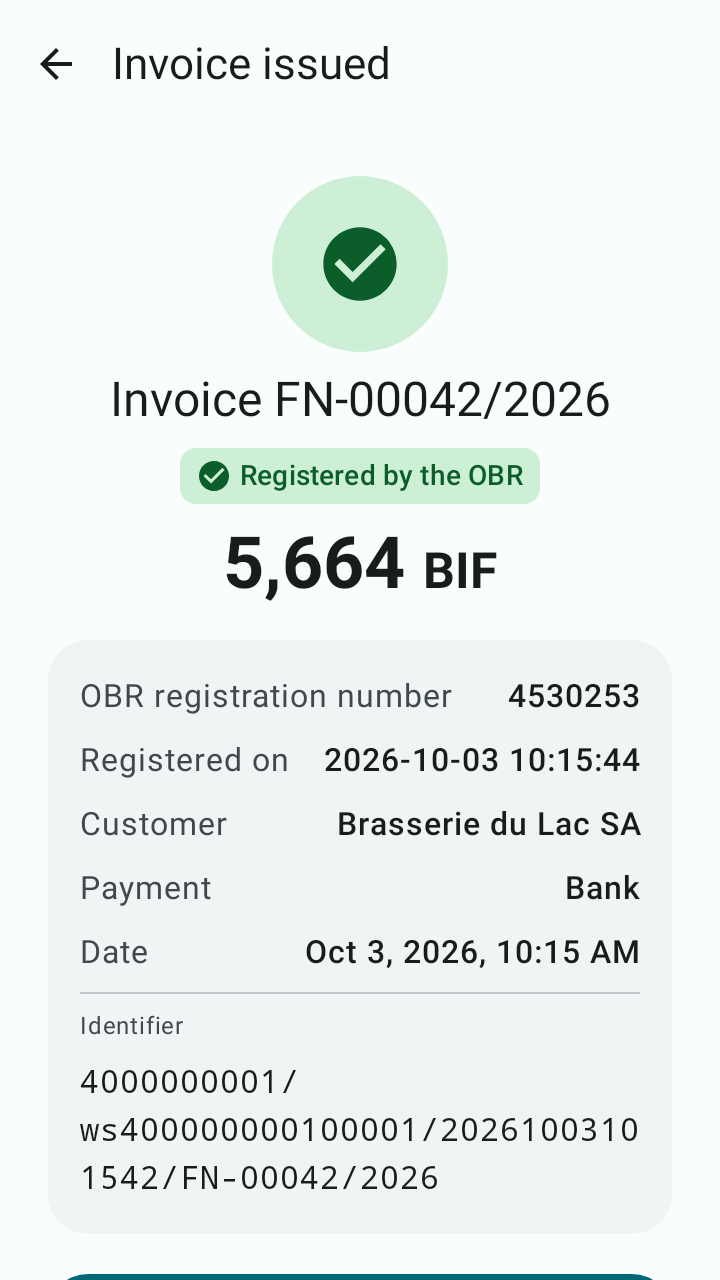 Invoice issued
Invoice FN-00042/2026
Registered by the OBR
5,664 BIF
OBR registration number 4530253
Registered on 2026-10-03 10:15:44
Customer Brasserie du Lac SA
Payment Bank
Date Oct 3, 2026, 10:15 AM
Identifier
4000000001/
ws400000000100001/2026100310
1542/FN-00042/2026